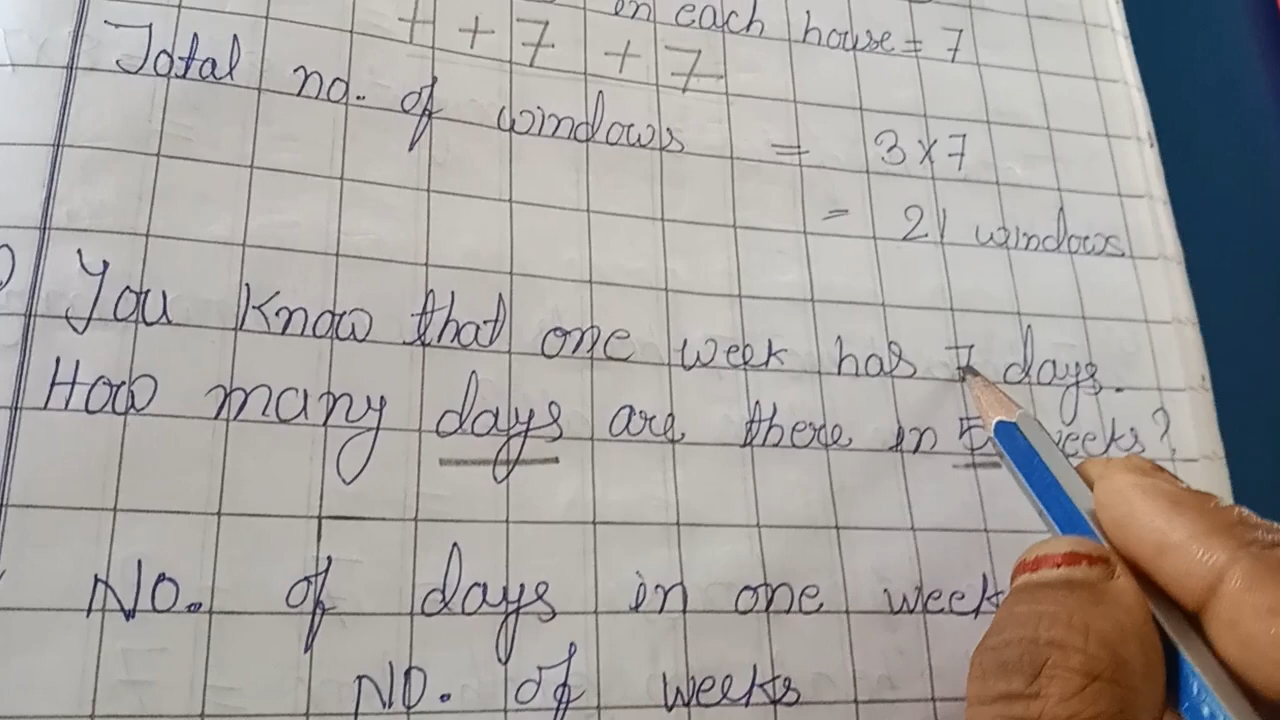 in each house = 7
7 + 7 + 7
Total no. of windows = 3 x 7
= 21 windows
You Know that one week has 7 days.
How many days are there in 5 weeks?
No. of days in one week
No. of weeks